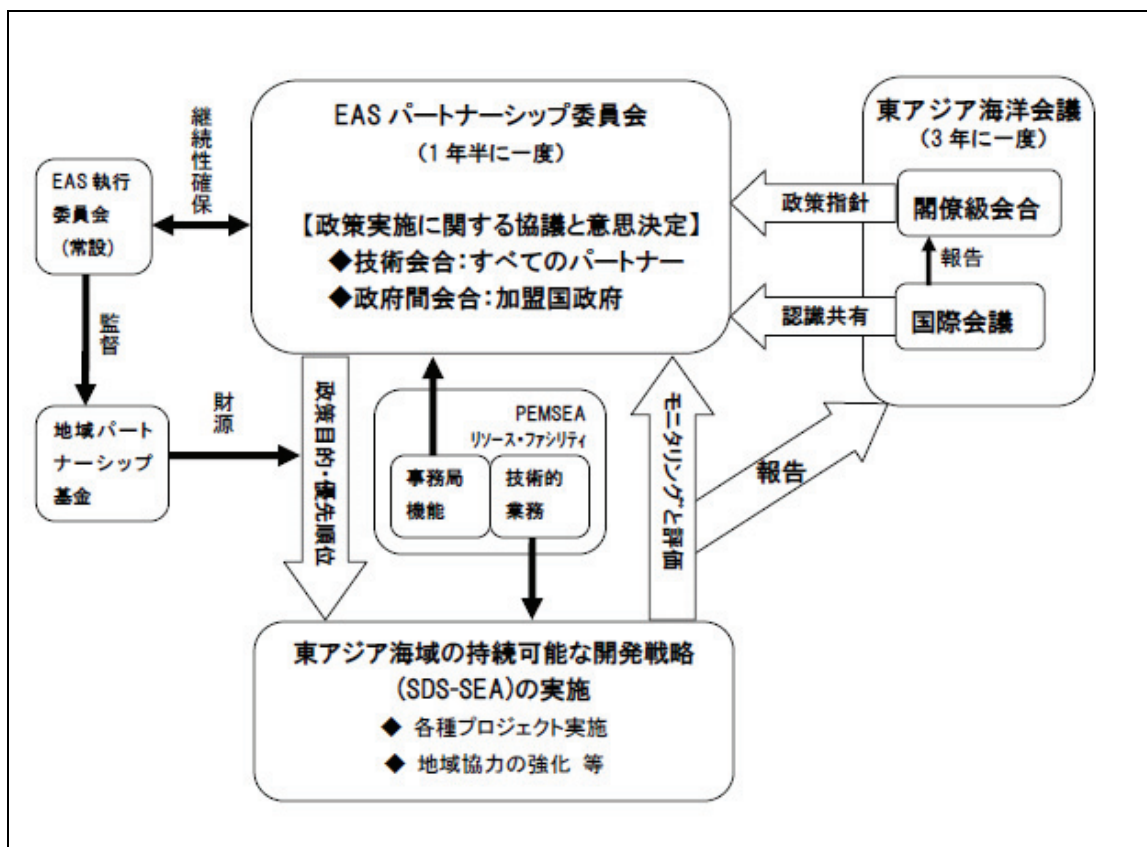 EAS パートナーシップ委員会
(1 年半に一度)
【政策実施に関する協議と意思決定】
◆技術会合：すべてのパートナー
◆政府間会合：加盟国政府
継続性確保
EAS 執行
委員会
(常設)
監督
地域パート
ナーシップ
基金
財源
東アジア海洋会議
(3 年に一度)
政策指針
閣僚級会合
報告
認識共有
国際会議
政策目的・優先順位
PEMSEA
リソース・ファシリティ
事務局
機能
技術的
業務
モニタリングと評価
報告
東アジア海域の持続可能な開発戦略
(SDS-SEA)の実施
◆ 各種プロジェクト実施
◆ 地域協力の強化 等